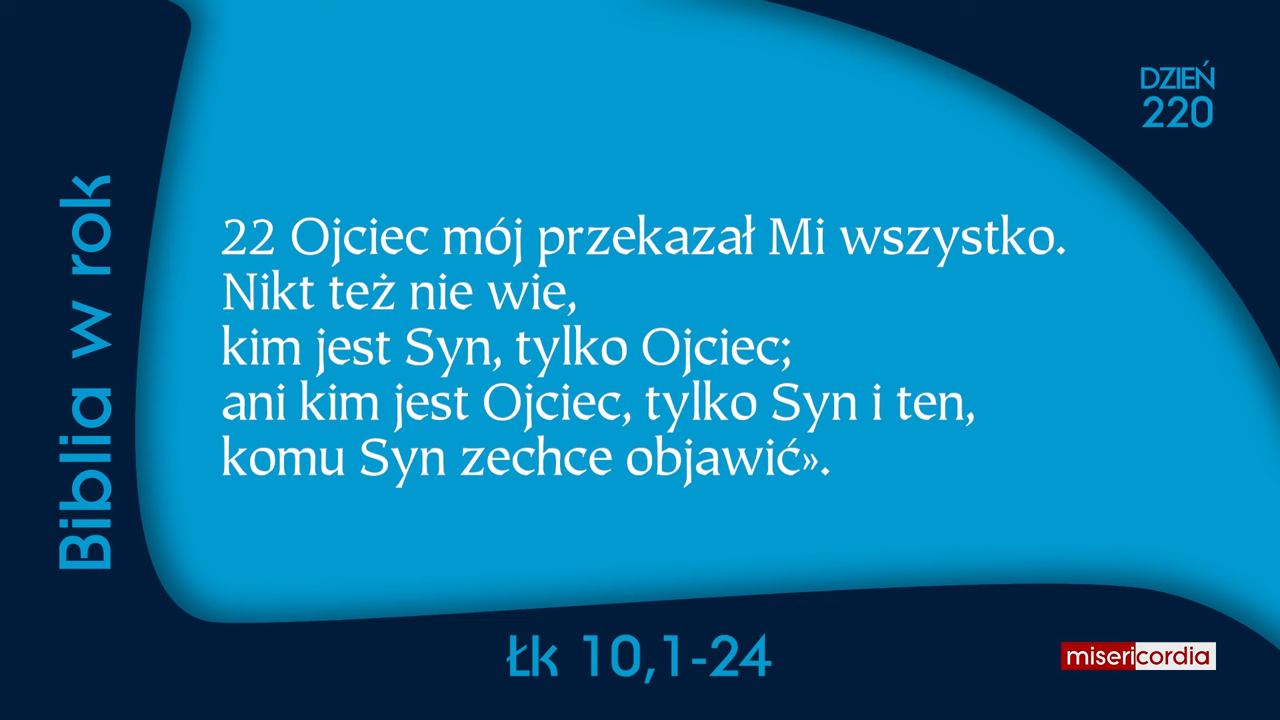 DZIEŃ
220
Biblia w rok
22 Ojciec mój przekazał Mi wszystko.
Nikt też nie wie,
kim jest Syn, tylko Ojciec;
ani kim jest Ojciec, tylko Syn i ten,
komu Syn zechce objawić».
Łk 10,1-24
misericordia